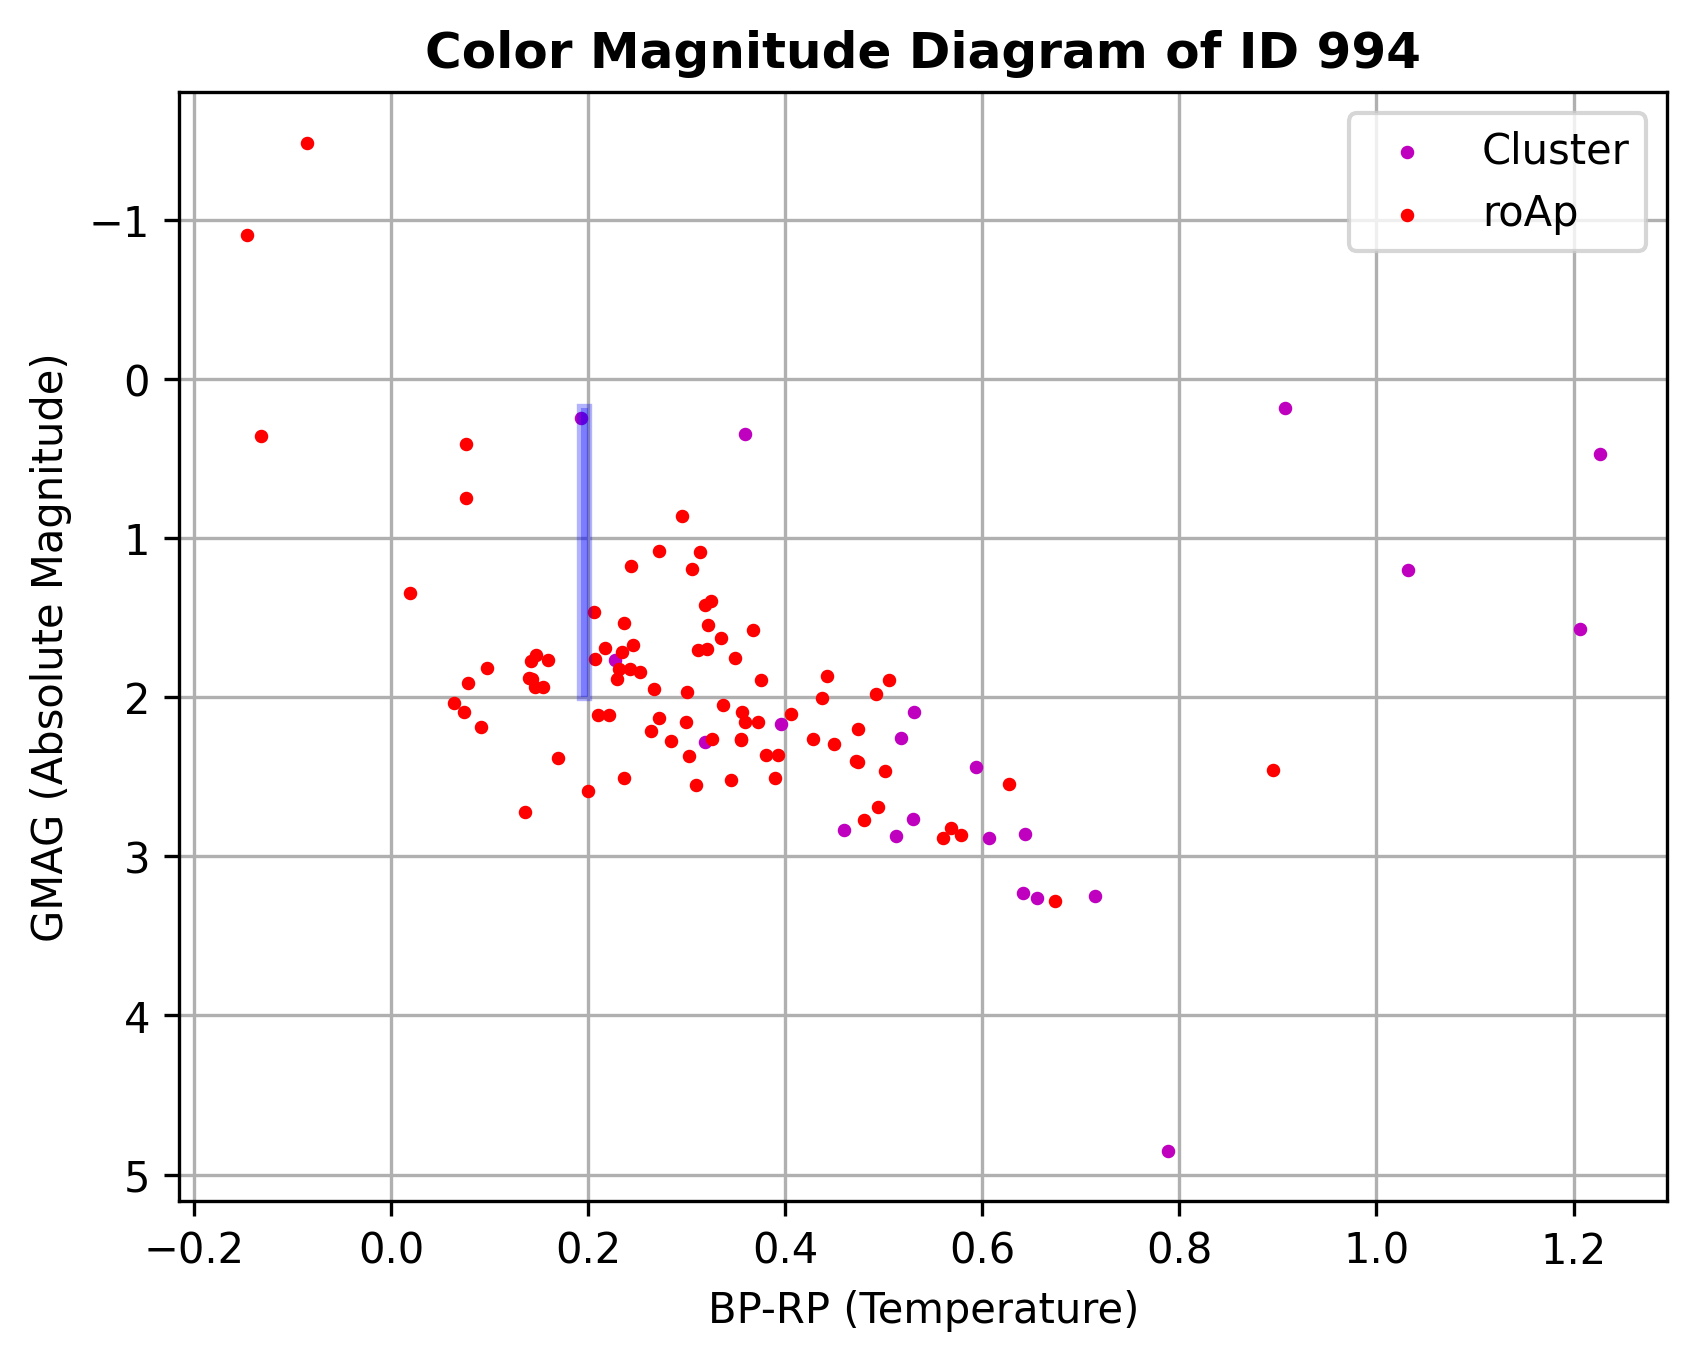 Color Magnitude Diagram of ID 994
Cluster
roAp
GMAG (Absolute Magnitude)
−1
0
1
2
3
4
5
−0.2 0.0 0.2 0.4 0.6 0.8 1.0 1.2
BP-RP (Temperature)